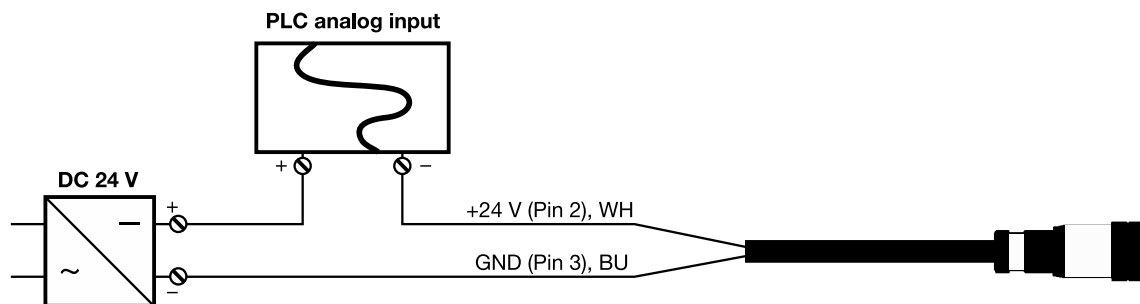 PLC analog input
+ −
DC 24 V
+
+24 V (Pin 2), WH
−
~
GND (Pin 3), BU
−